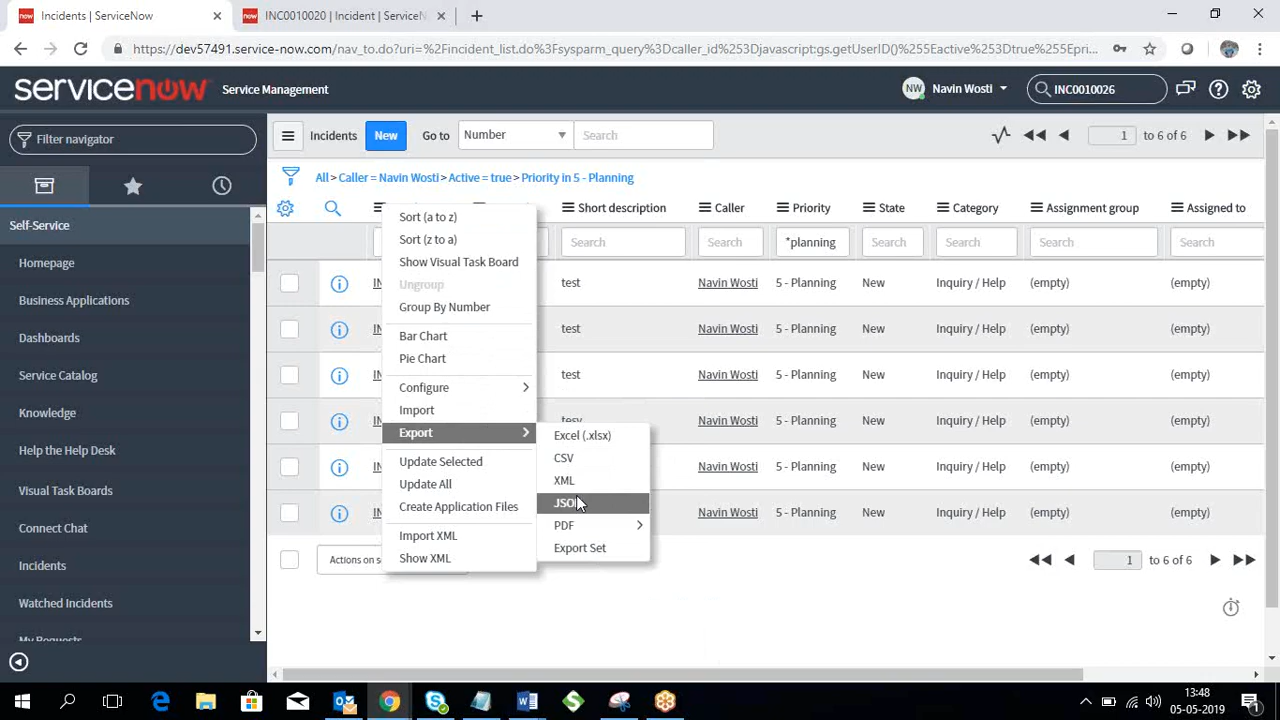 Incidents | ServiceNow
INC0010020 | Incident | ServiceN
https://dev57491.service-now.com/nav_to.do?uri=%2Fincident_list.do%3Fsysparm_query%3Dcaller_id%253Djavascript:gs.getUserID()%255Eactive%253Dtrue%255Epri...
servicenow Service Management
NW Navin Wosti
INC0010026
Filter navigator
Incidents New Go to Number Search 1 to 6 of 6
All > Caller = Navin Wosti > Active = true > Priority in 5 - Planning
Short description Caller Priority State Category Assignment group Assigned to
Search Search *planning Search Search Search Search
test Navin Wosti 5 - Planning New Inquiry / Help (empty) (empty)
test Navin Wosti 5 - Planning New Inquiry / Help (empty) (empty)
test Navin Wosti 5 - Planning New Inquiry / Help (empty) (empty)
tesy Navin Wosti 5 - Planning New Inquiry / Help (empty) (empty)
Navin Wosti 5 - Planning New Inquiry / Help (empty) (empty)
Navin Wosti 5 - Planning New Inquiry / Help (empty) (empty)
Actions on s
1 to 6 of 6
Self-Service
Homepage
Business Applications
Dashboards
Service Catalog
Knowledge
Help the Help Desk
Visual Task Boards
Connect Chat
Incidents
Watched Incidents
My Requests
Sort (a to z)
Sort (z to a)
Show Visual Task Board
Ungroup
Group By Number
Bar Chart
Pie Chart
Configure
Import
Export
Update Selected
Update All
Create Application Files
Import XML
Show XML
Excel (.xlsx)
CSV
XML
JSON
PDF
Export Set
13:48
05-05-2019